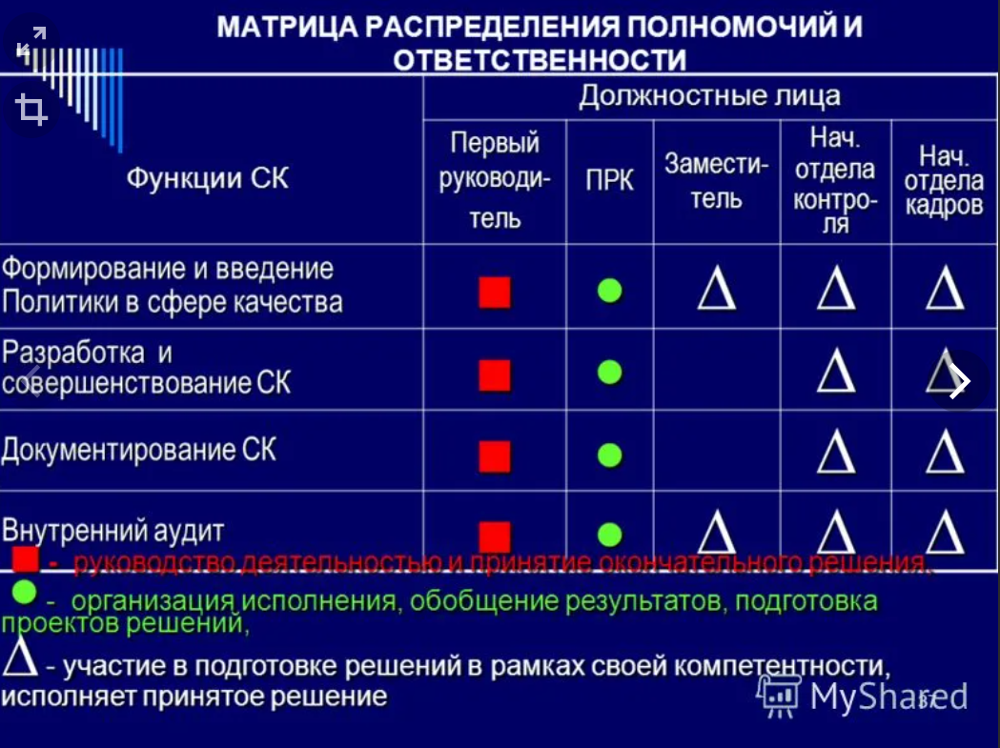 МАТРИЦА РАСПРЕДЕЛЕНИЯ ПОЛНОМОЧИЙ И
ОТВЕТСТВЕННОСТИ
Функции СК
Должностные лица
Первый
руководи-
тель
ПРК
Замести-
тель
Нач.
отдела
контро-
ля
Нач.
отдела
кадров
Формирование и введение
Политики в сфере качества
Δ Δ Δ
Разработка и
совершенствование СК
Δ Δ
Документирование СК
Δ Δ
Внутренний аудит
Δ Δ Δ
- руководство деятельностью и принятие окончательного решения,
- организация исполнения, обобщение результатов, подготовка
проектов решений,
Δ - участие в подготовке решений в рамках своей компетентности,
исполняет принятое решение
MyShared
37